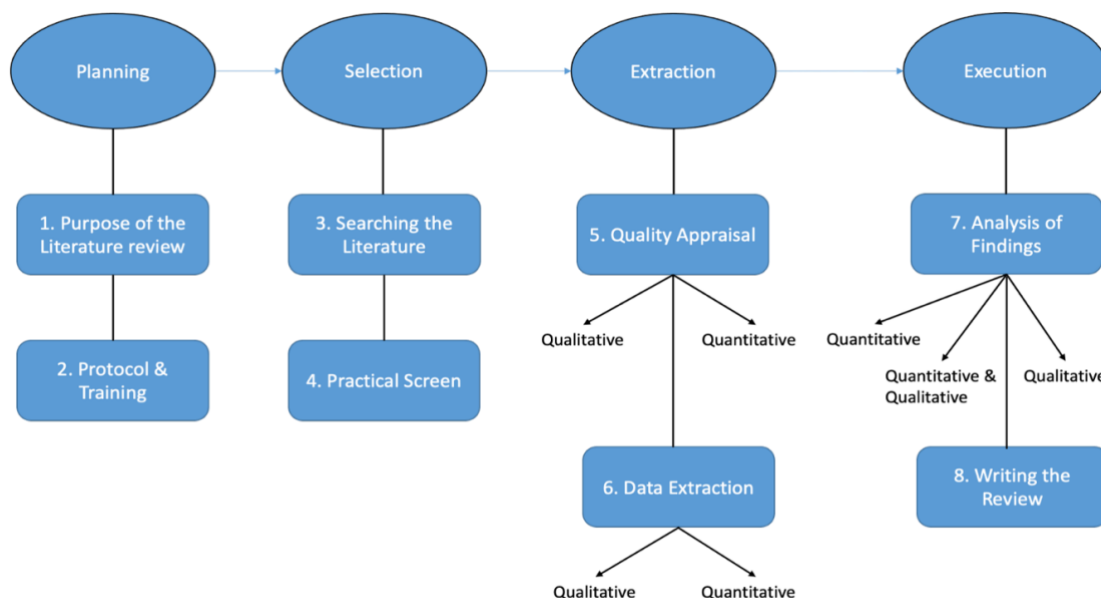 Planning
Selection
Extraction
Execution
1. Purpose of the
Literature review
3. Searching the
Literature
5. Quality Appraisal
7. Analysis of
Findings
Qualitative
Quantitative
Quantitative
Quantitative &
Qualitative
Qualitative
2. Protocol &
Training
4. Practical Screen
6. Data Extraction
8. Writing the
Review
Qualitative
Quantitative